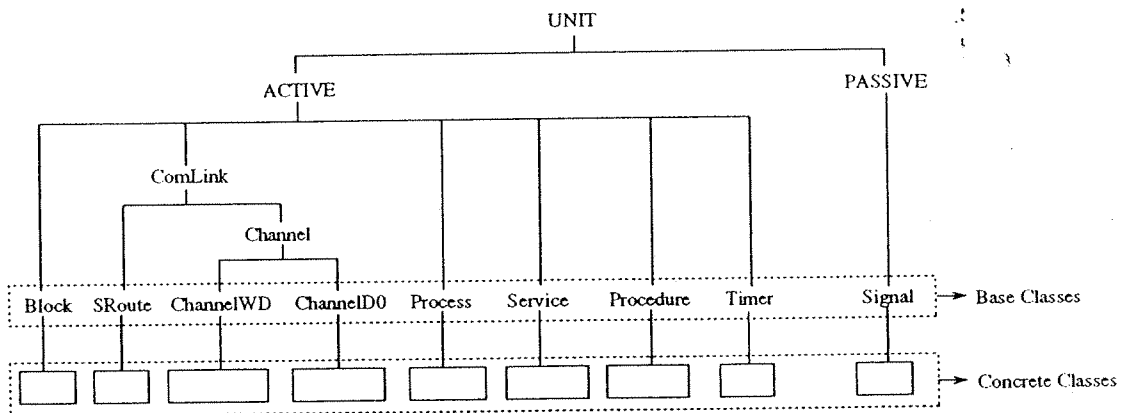 UNIT
ACTIVE
PASSIVE
ComLink
Channel
Block SRoute ChannelWD ChannelD0 Process Service Procedure Timer Signal Base Classes
Concrete Classes